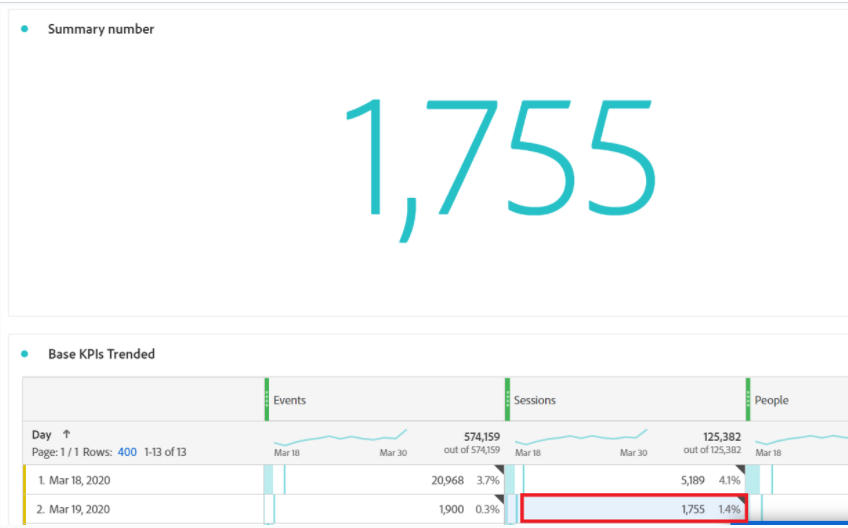 Summary number
1,755
Base KPIs Trended
Events Sessions People
Day ↑ 574,159 125,382
Page: 1 / 1 Rows: 400 1-13 of 13 Mar 18 Mar 30 out of 574,159 Mar 18 Mar 30 out of 125,382 Mar 18
1. Mar 18, 2020 20,968 3.7% 5,189 4.1%
2. Mar 19, 2020 1,900 0.3% 1,755 1.4%